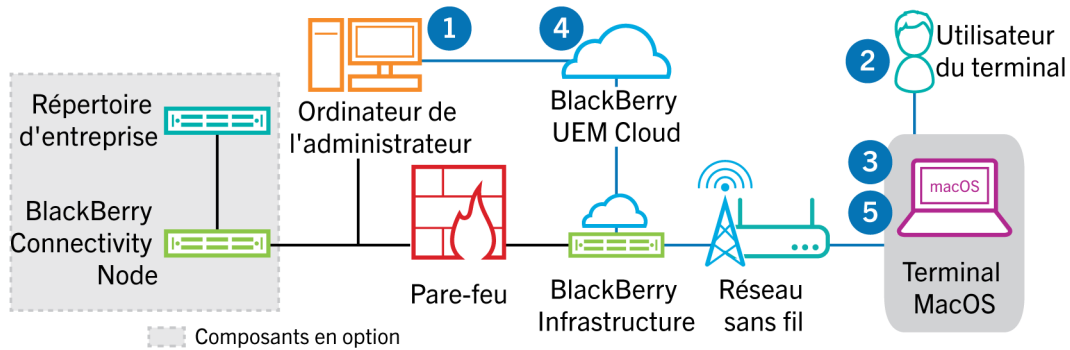 1
4
2
Utilisateur
du terminal
Répertoire
d'entreprise
Ordinateur de
l'administrateur
BlackBerry
UEM Cloud
3
macOS
5
BlackBerry
Connectivity
Node
Pare-feu
BlackBerry
Infrastructure
Réseau
sans fil
Terminal
MacOS
Composants en option